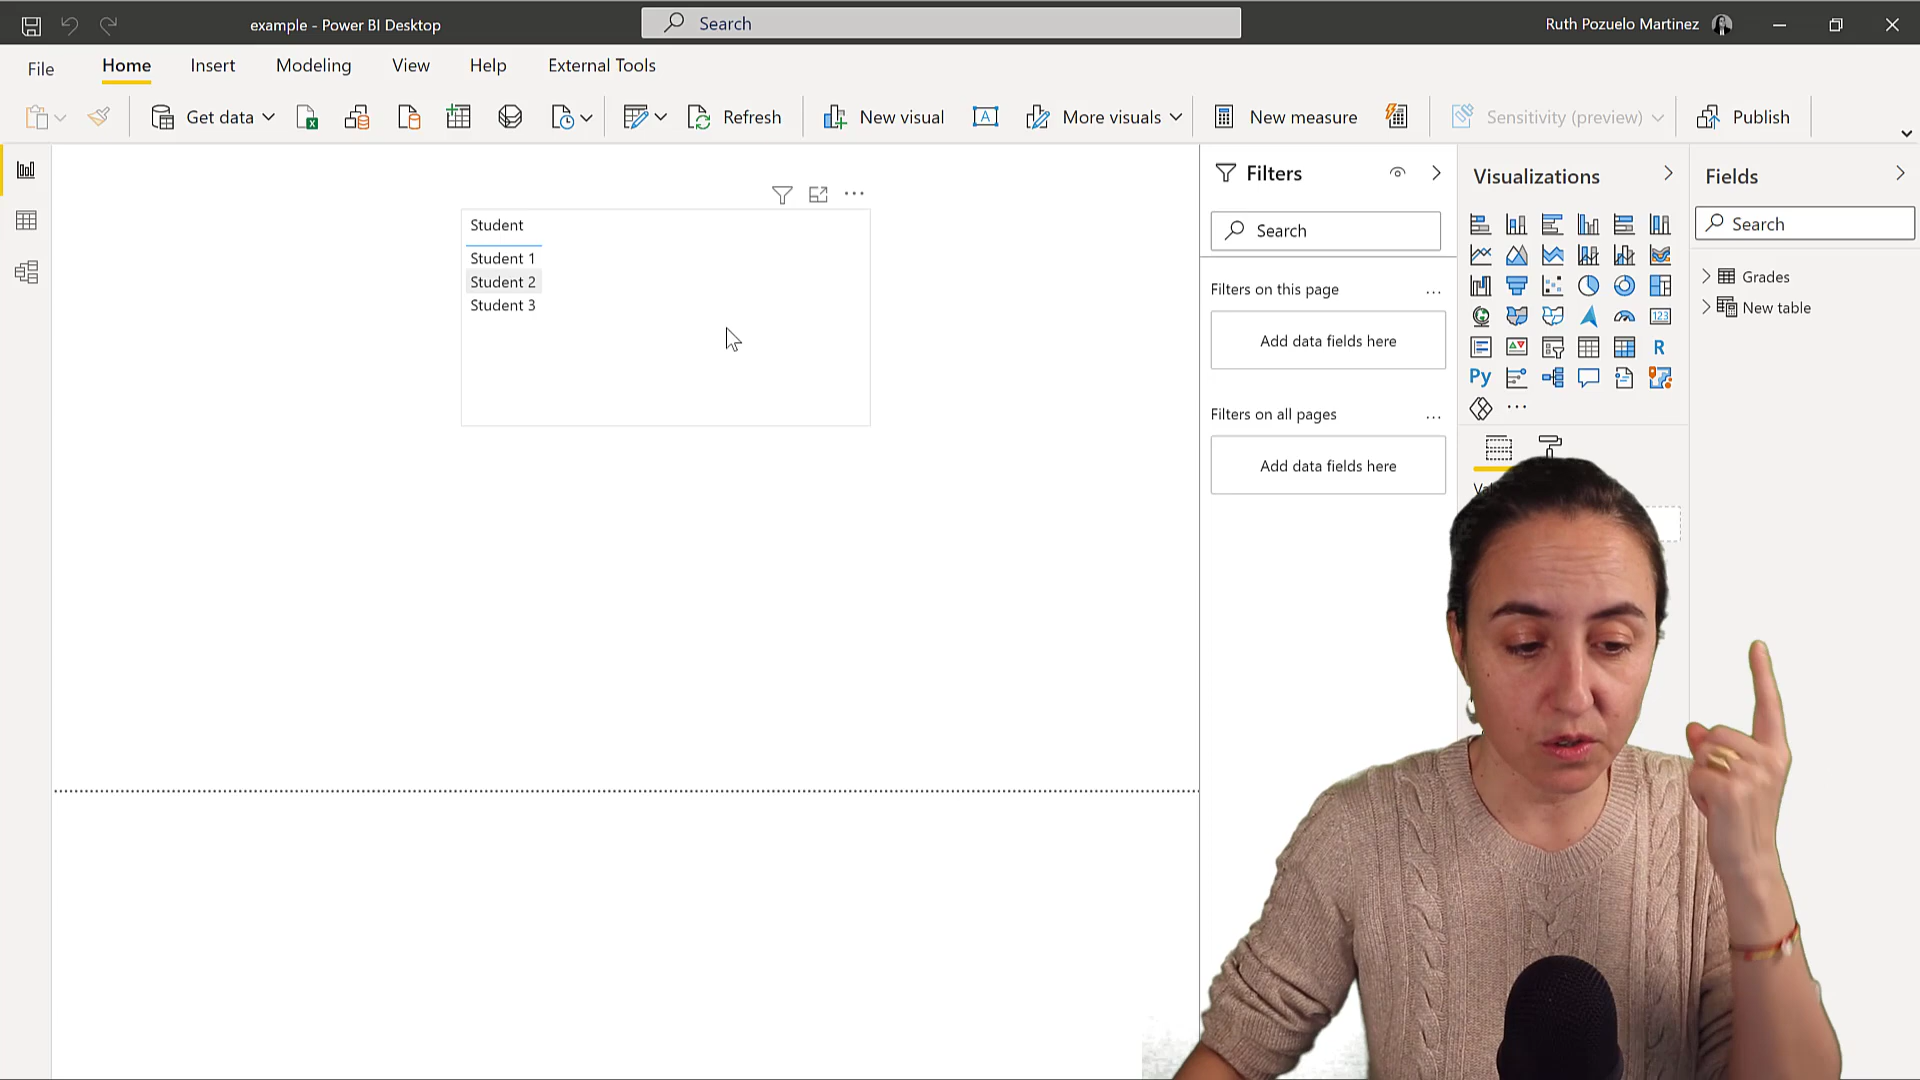 example - Power BI Desktop
Search
Ruth Pozuelo Martinez
File
Home
Insert
Modeling
View
Help
External Tools
Get data
Refresh
New visual
More visuals
New measure
Sensitivity (preview)
Publish
Student
Student 1
Student 2
Student 3
Filters
Search
Filters on this page
Add data fields here
Filters on all pages
Add data fields here
Visualizations
123
R
Py
Fields
Search
Grades
New table